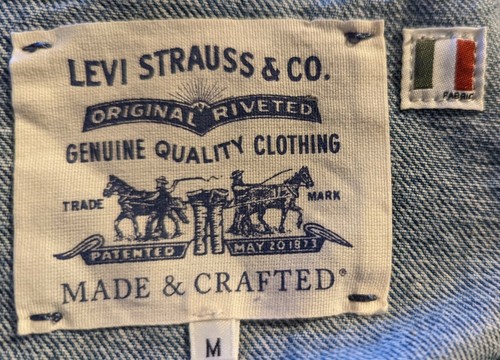 LEVI STRAUSS & CO.
ORIGINAL RIVETED
GENUINE QUALITY CLOTHING
TRADE MARK
PATENTED MAY 20 1873
MADE & CRAFTED®
M
FABRIC